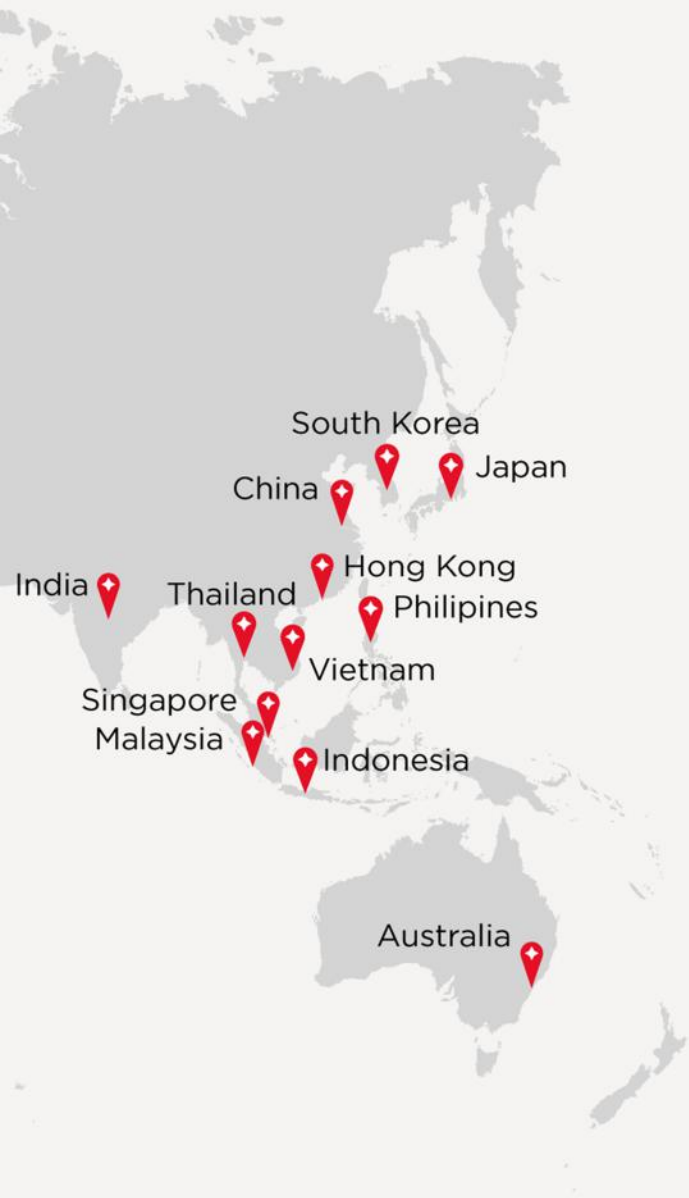 South Korea
Japan
China
Hong Kong
India
Thailand
Philipines
Vietnam
Singapore
Malaysia
Indonesia
Australia